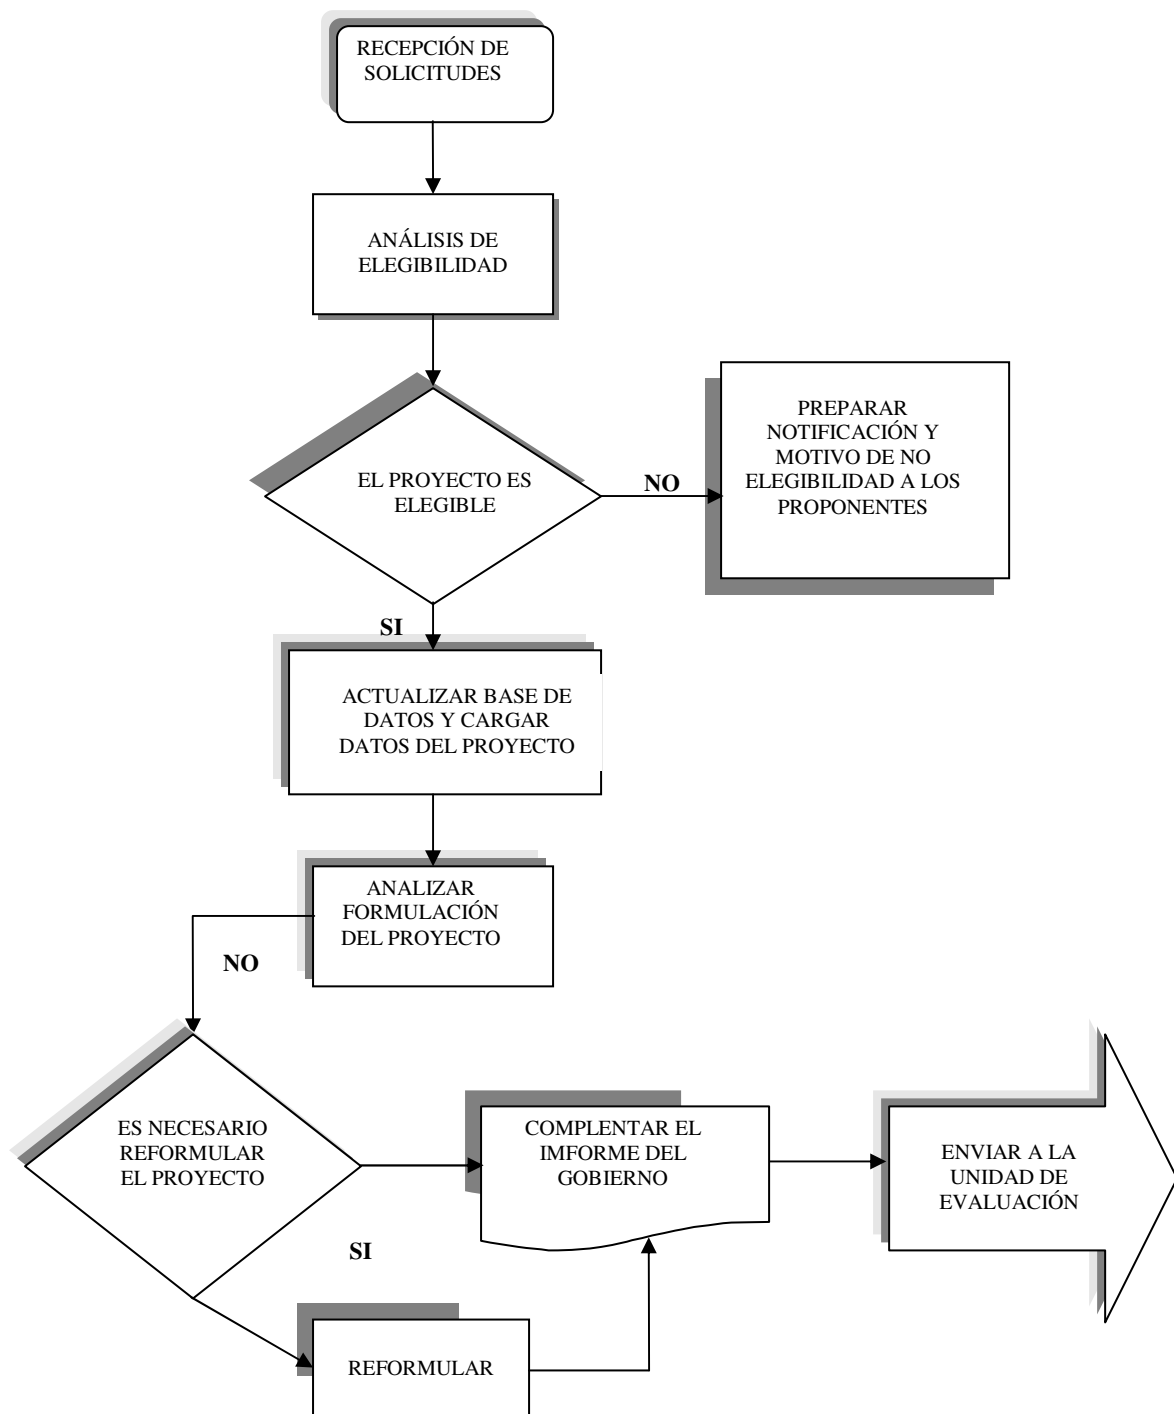 RECEPCIÓN DE
SOLICITUDES
ANÁLISIS DE
ELEGIBILIDAD
EL PROYECTO ES
ELEGIBLE
NO
PREPARAR
NOTIFICACIÓN Y
MOTIVO DE NO
ELEGIBILIDAD A LOS
PROPONENTES
SI
ACTUALIZAR BASE DE
DATOS Y CARGAR
DATOS DEL PROYECTO
ANALIZAR
FORMULACIÓN
DEL PROYECTO
NO
ES NECESARIO
REFORMULAR
EL PROYECTO
COMPLENTAR EL
IMFORME DEL
GOBIERNO
ENVIAR A LA
UNIDAD DE
EVALUACIÓN
SI
REFORMULAR